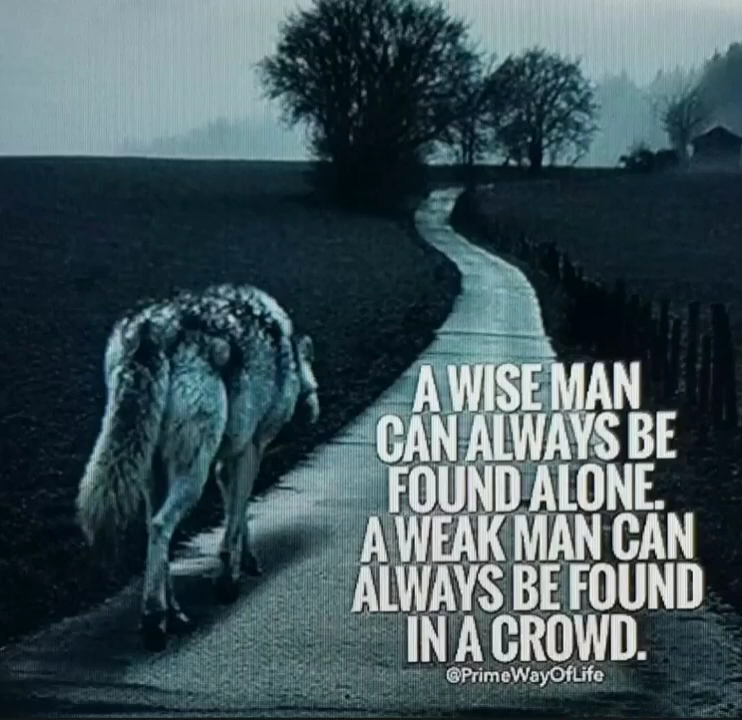 A WISE MAN
CAN ALWAYS BE
FOUND ALONE.
A WEAK MAN CAN
ALWAYS BE FOUND
IN A CROWD.
@PrimeWayOfLife